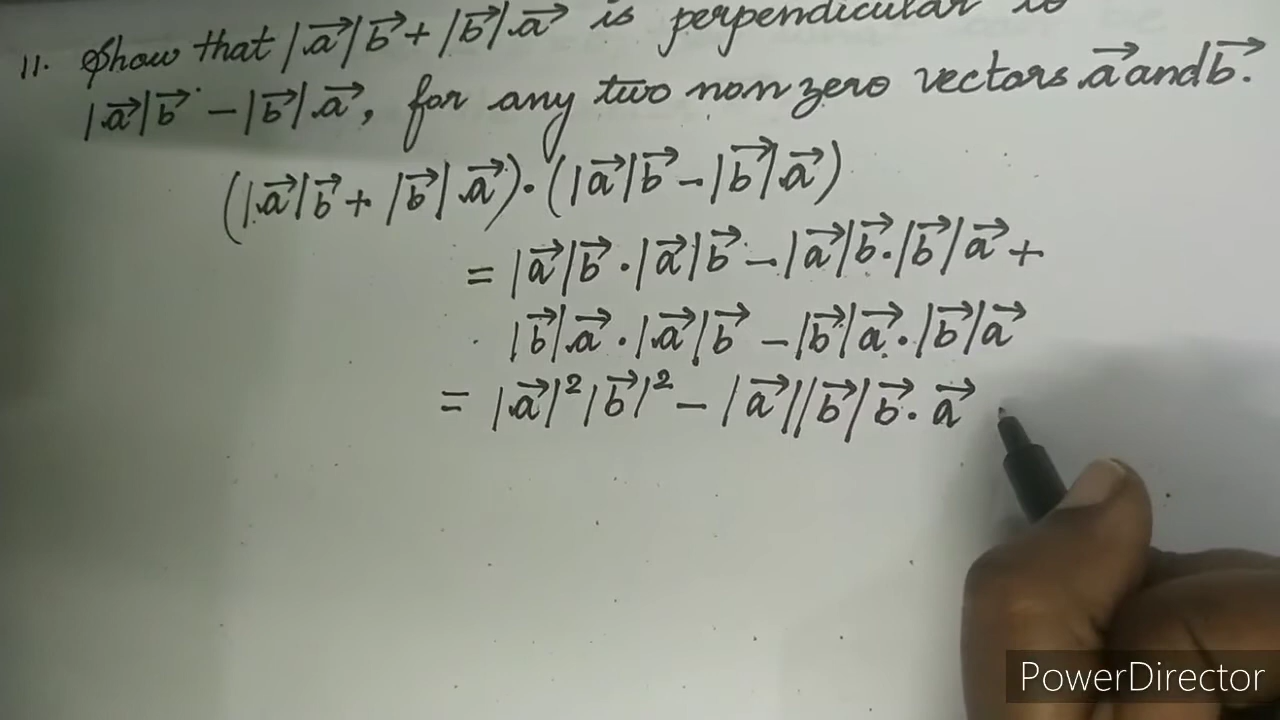 11. Show that |a⃗|b⃗ + |b⃗|a⃗ is perpendicular to
|a⃗|b⃗ - |b⃗|a⃗, for any two non zero vectors a⃗ and b⃗.
(|a⃗|b⃗ + |b⃗|a⃗)·(|a⃗|b⃗ - |b⃗|a⃗)
= |a⃗|b⃗·|a⃗|b⃗ - |a⃗|b⃗·|b⃗|a⃗ +
|b⃗|a⃗·|a⃗|b⃗ - |b⃗|a⃗·|b⃗|a⃗
= |a⃗|²|b⃗|² - |a⃗||b⃗|b⃗·a⃗
PowerDirector